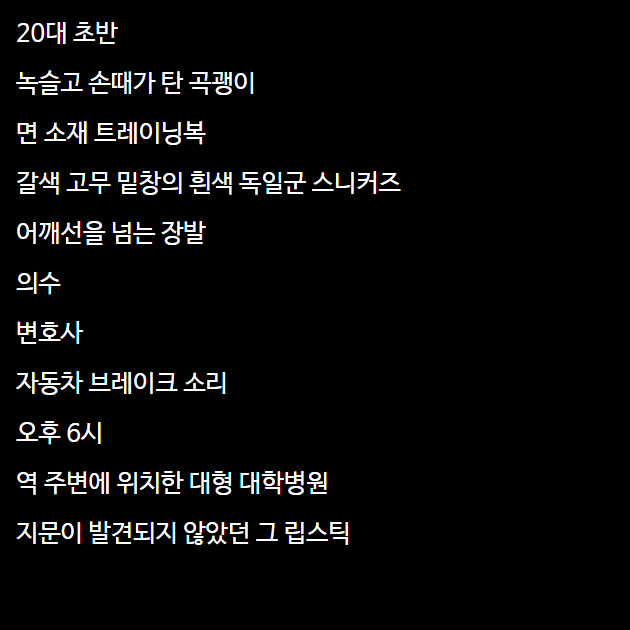 20대 초반
녹슬고 손때가 탄 곡괭이
면 소재 트레이닝복
갈색 고무 밑창의 흰색 독일군 스니커즈
어깨선을 넘는 장발
의수
변호사
자동차 브레이크 소리
오후 6시
역 주변에 위치한 대형 대학병원
지문이 발견되지 않았던 그 립스틱